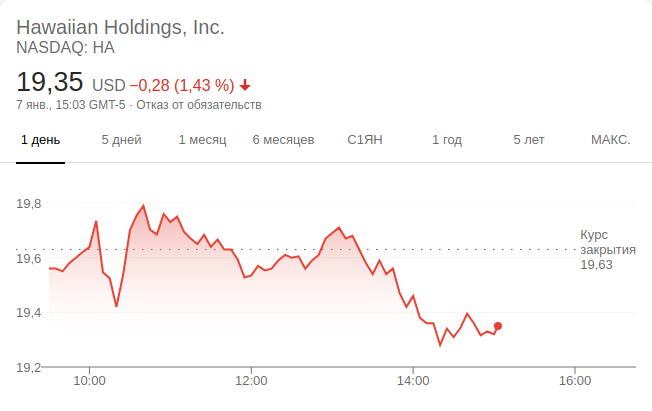 Hawaiian Holdings, Inc.
NASDAQ: HA
19,35 USD −0,28 (1,43 %)
7 янв., 15:03 GMT-5 · Отказ от обязательств
1 день 5 дней 1 месяц 6 месяцев С1ЯН 1 год 5 лет МАКС.
19,8
Курс
закрытия
19,63
19,6
19,4
19,2
10:00 12:00 14:00 16:00